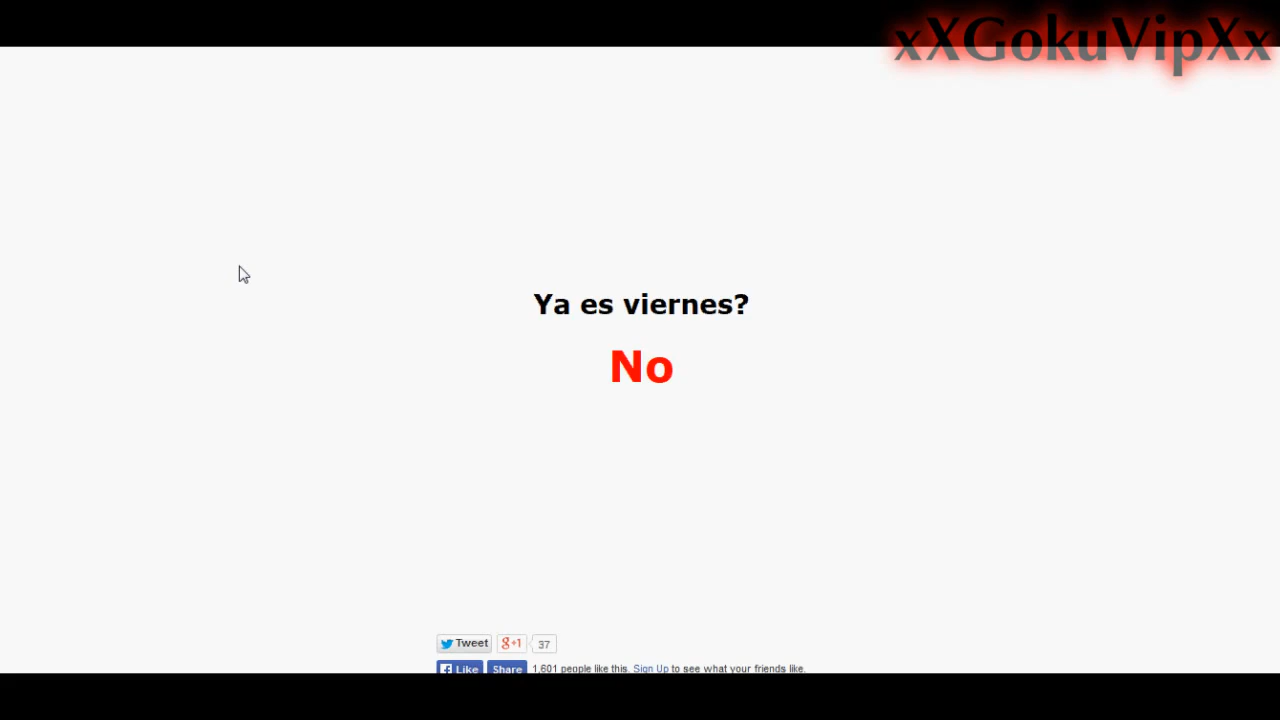 xXGokuVipXx
Ya es viernes?
No
Tweet
g+1
37
Like Share 1,601 people like this. Sign Up to see what your friends like.